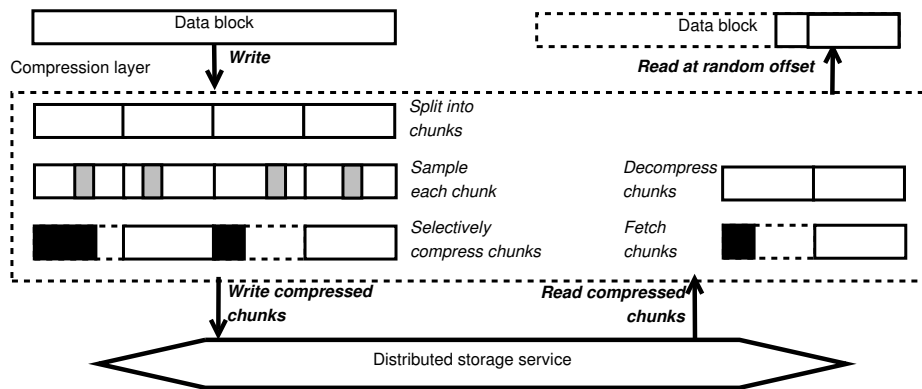 Data block
Write
Compression layer
Split into
chunks
Sample
each chunk
Selectively
compress chunks
Write compressed
chunks
Data block
Read at random offset
Decompress
chunks
Fetch
chunks
Read compressed
chunks
Distributed storage service